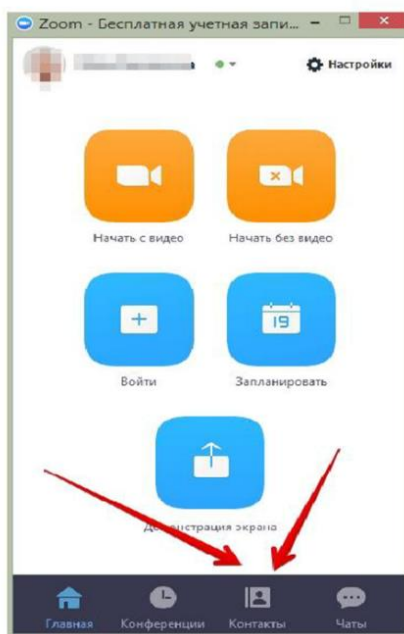 Zoom - Бесплатная учетная запи...
Настройки
Начать с видео
Начать без видео
Войти
19
Запланировать
Демонстрация экрана
Главная
Конференции
Контакты
Чаты